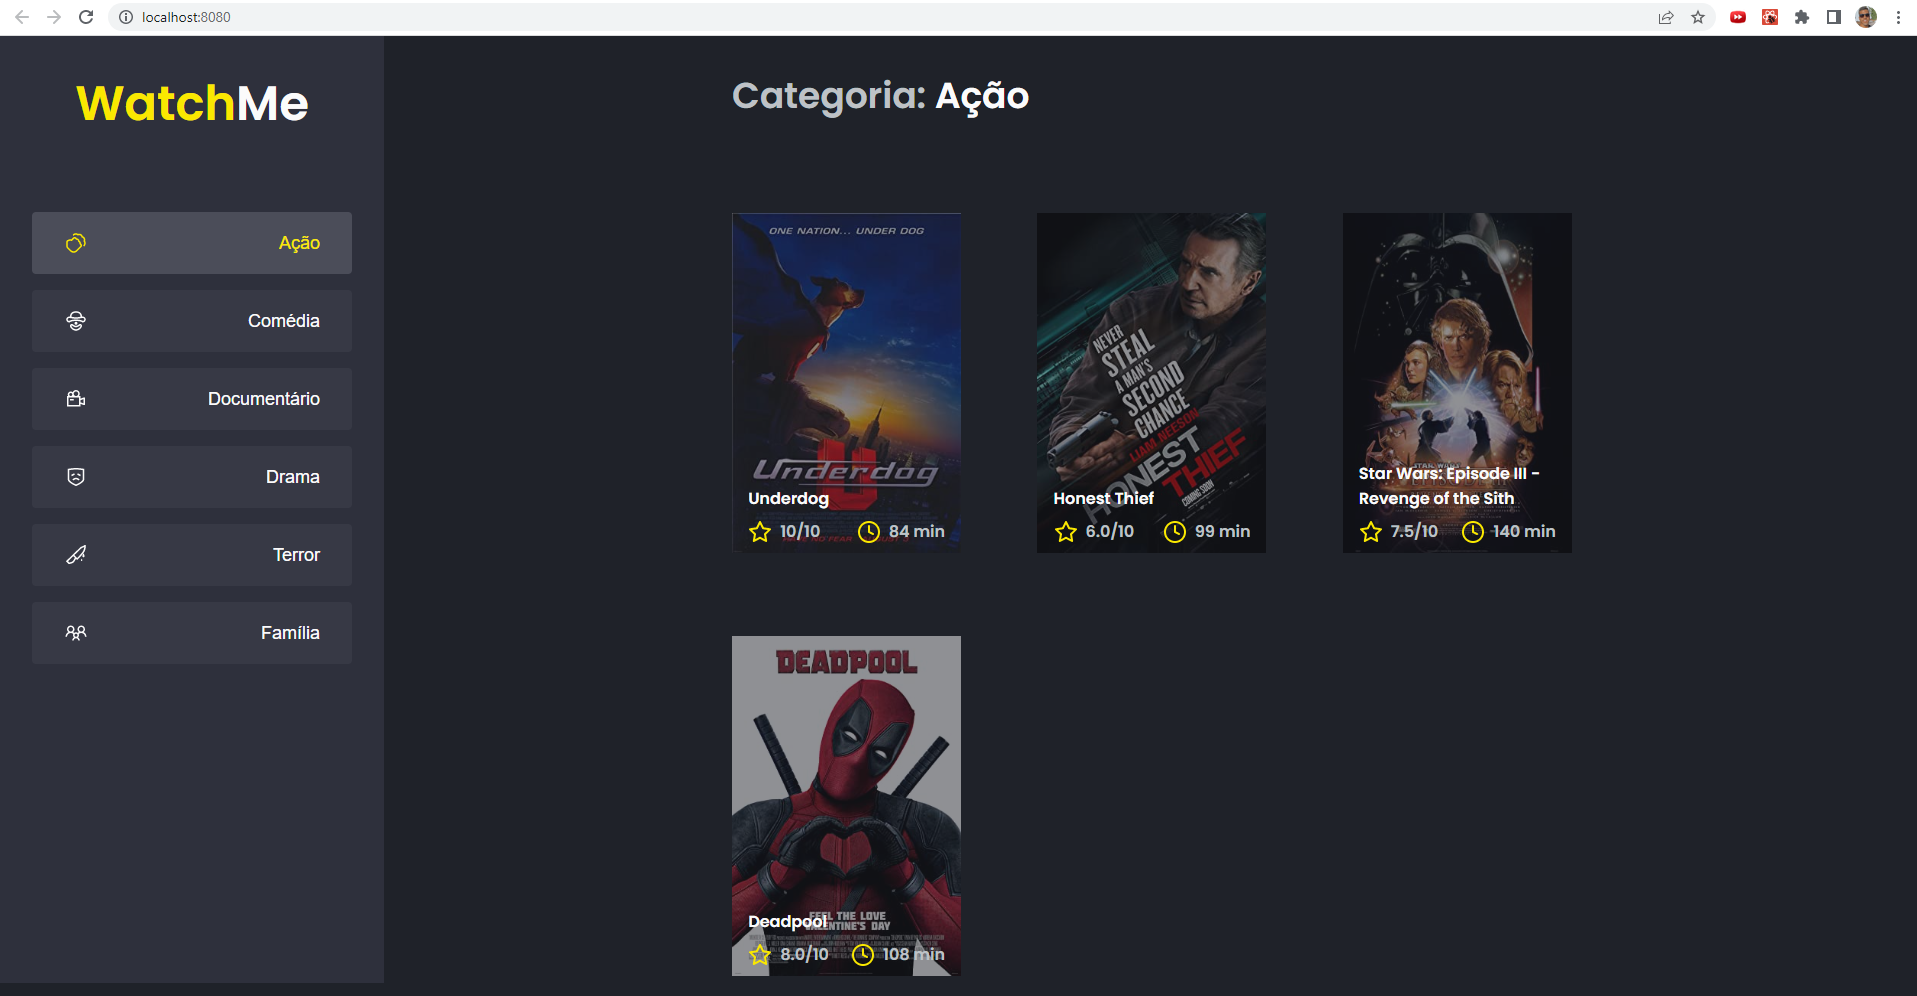 localhost:8080
WatchMe
Categoria: Ação
Ação
Comédia
Documentário
Drama
Terror
Família
ONE NATION... UNDER DOG
Underdog
U
Underdog
10/10
84 min
NEVER
STEAL
A MAN'S
SECOND
CHANCE
LIAM NEESON
HONEST
THIEF
COMING SOON
Honest Thief
6.0/10
99 min
Star Wars: Episode III -
Revenge of the Sith
7.5/10
140 min
DEADPOOL
FEEL THE LOVE
VALENTINE'S DAY
Deadpool
8.0/10
108 min